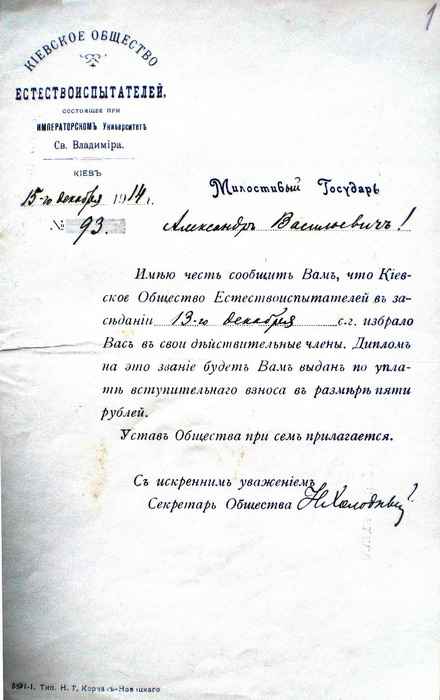 1
КІЕВСКОЕ ОБЩЕСТВО
ЕСТЕСТВОИСПЫТАТЕЛЕЙ,
СОСТОЯЩЕЕ ПРИ
ИМПЕРАТОРСКОМЪ Университетѣ
Св. Владиміра.
КІЕВЪ
15-го декабря 1914 г.
№ 93.
Милостивый Государь
Александръ Васильевичъ!
Имѣю честь сообщить Вамъ, что Кіев-
ское Общество Естествоиспытателей въ за-
сѣданіи 13-го декабря с.г. избрало
Васъ въ свои дѣйствительные члены. Дипломъ
на это званіе будетъ Вамъ выданъ по упла-
тѣ вступительнаго взноса въ размѣрѣ пяти
рублей.
Уставъ Общества при семъ прилагается.
Съ искреннимъ уваженіемъ
Секретарь Общества Н. Холодный
Тип. Н. Т. Корчакъ-Новицкаго